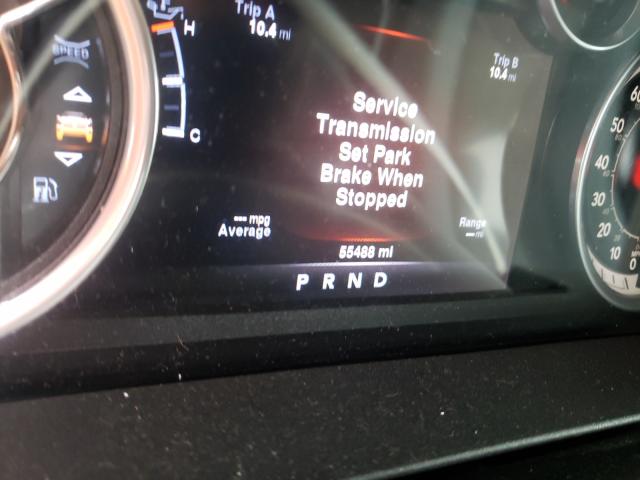 SPEED
H
C
Trip A
10.4 mi
Trip B
10.4 mi
Service
Transmission
Set Park
Brake When
Stopped
--- mpg
Average
Range
--- mi
55488 mi
P R N D
60
50
40
30
20
10
0